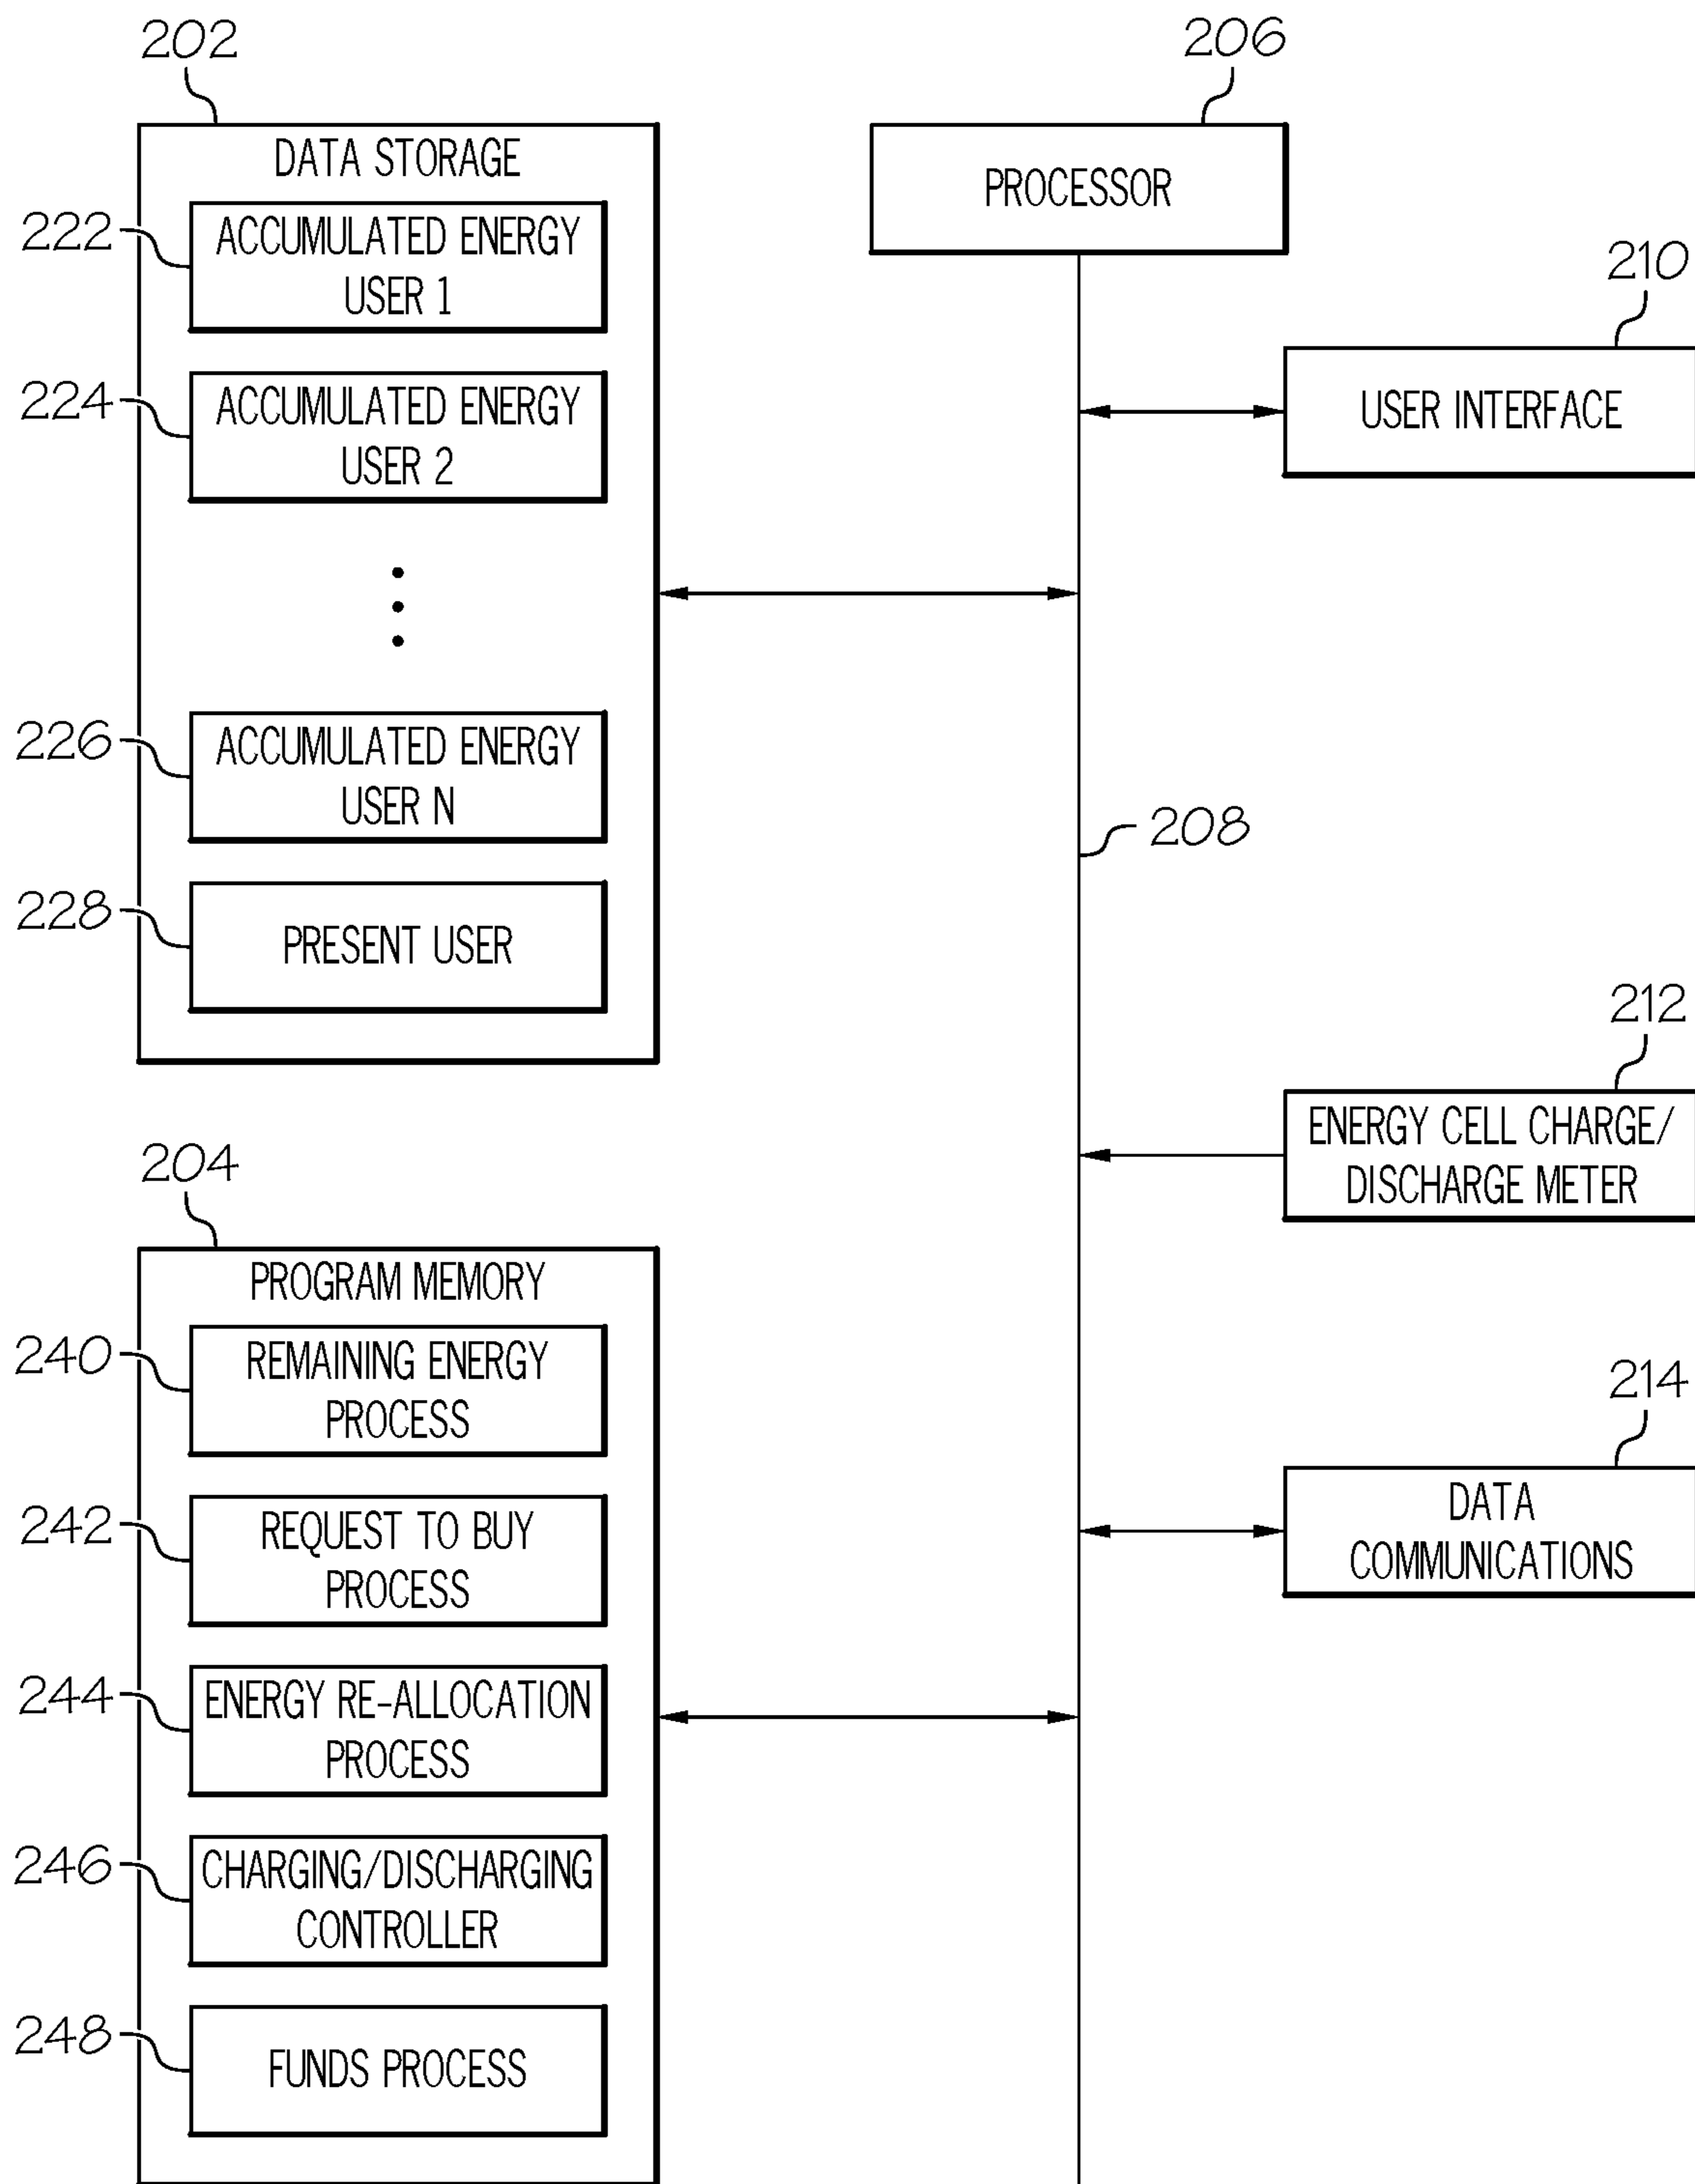 202
DATA STORAGE
222
ACCUMULATED ENERGY
USER 1
224
ACCUMULATED ENERGY
USER 2
226
ACCUMULATED ENERGY
USER N
228
PRESENT USER
204
PROGRAM MEMORY
240
REMAINING ENERGY
PROCESS
242
REQUEST TO BUY
PROCESS
244
ENERGY RE-ALLOCATION
PROCESS
246
CHARGING/DISCHARGING
CONTROLLER
248
FUNDS PROCESS
206
PROCESSOR
208
210
USER INTERFACE
212
ENERGY CELL CHARGE/
DISCHARGE METER
214
DATA
COMMUNICATIONS